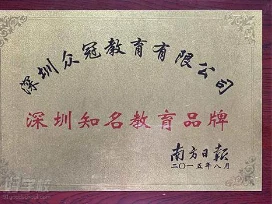 深圳众冠教育有限公司
深圳知名教育品牌
南方日报
二〇一五年八月